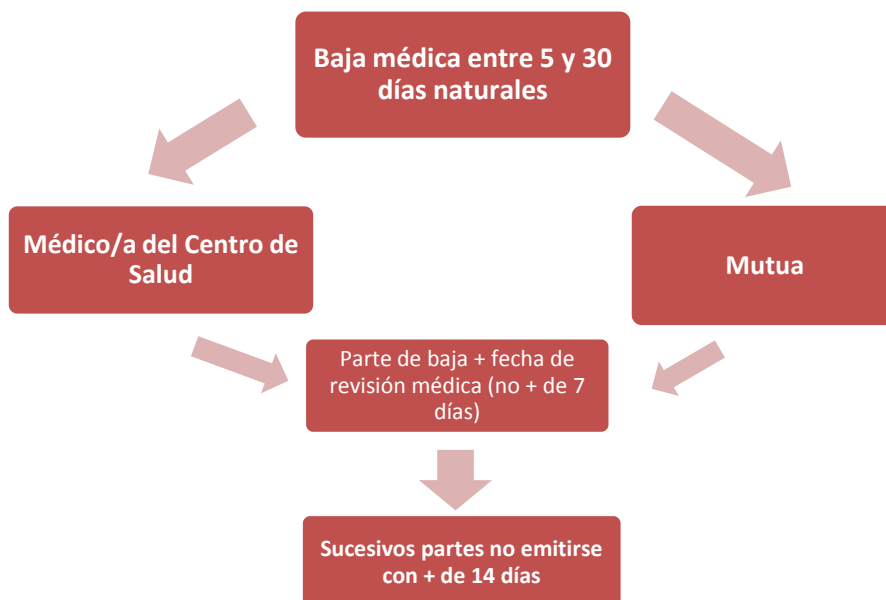 Baja médica entre 5 y 30
días naturales
Médico/a del Centro de
Salud
Mutua
Parte de baja + fecha de
revisión médica (no + de 7
días)
Sucesivos partes no emitirse
con + de 14 días